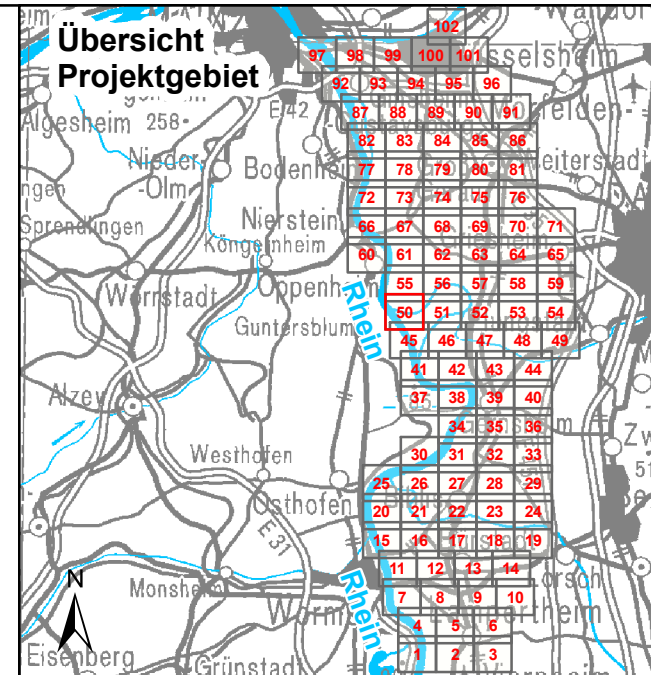 Übersicht
Projektgebiet
102
97 98 99 100 101 sselsheim
92 93 94 95 96
E 42
87 88 89 90 91
Algesheim 258
82 83 84 85 86
Nieder
-Olm
Bodenheim
77 78 79 80 81
72 73 74 75 76
Sprendlingen
Nierstein
66 67 68 69 70 71
Köngernheim
60 61 62 63 64 65
Oppenh
Wörrstadt
55 56 57 58 59
Rhein
50 51 52 53 54
Guntersblum
45 46 47 48 49
41 42 43 44
Alzey
37 38 39 40
34 35 36
Westhofen
30 31 32 33
25 26 27 28 29
Osthofen
20 21 22 23 24
E 31
15 16 17 18 19
11 12 13 14
orsch
N
Monsheim
Rhein
7 8 9 10
Worms
4 5 6
Eisenberg
Grünstadt
1 2 3